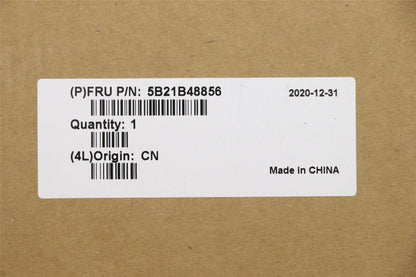 (P)FRU P/N: 5B21B48856
2020-12-31
Quantity: 1
(4L)Origin: CN
Made in CHINA